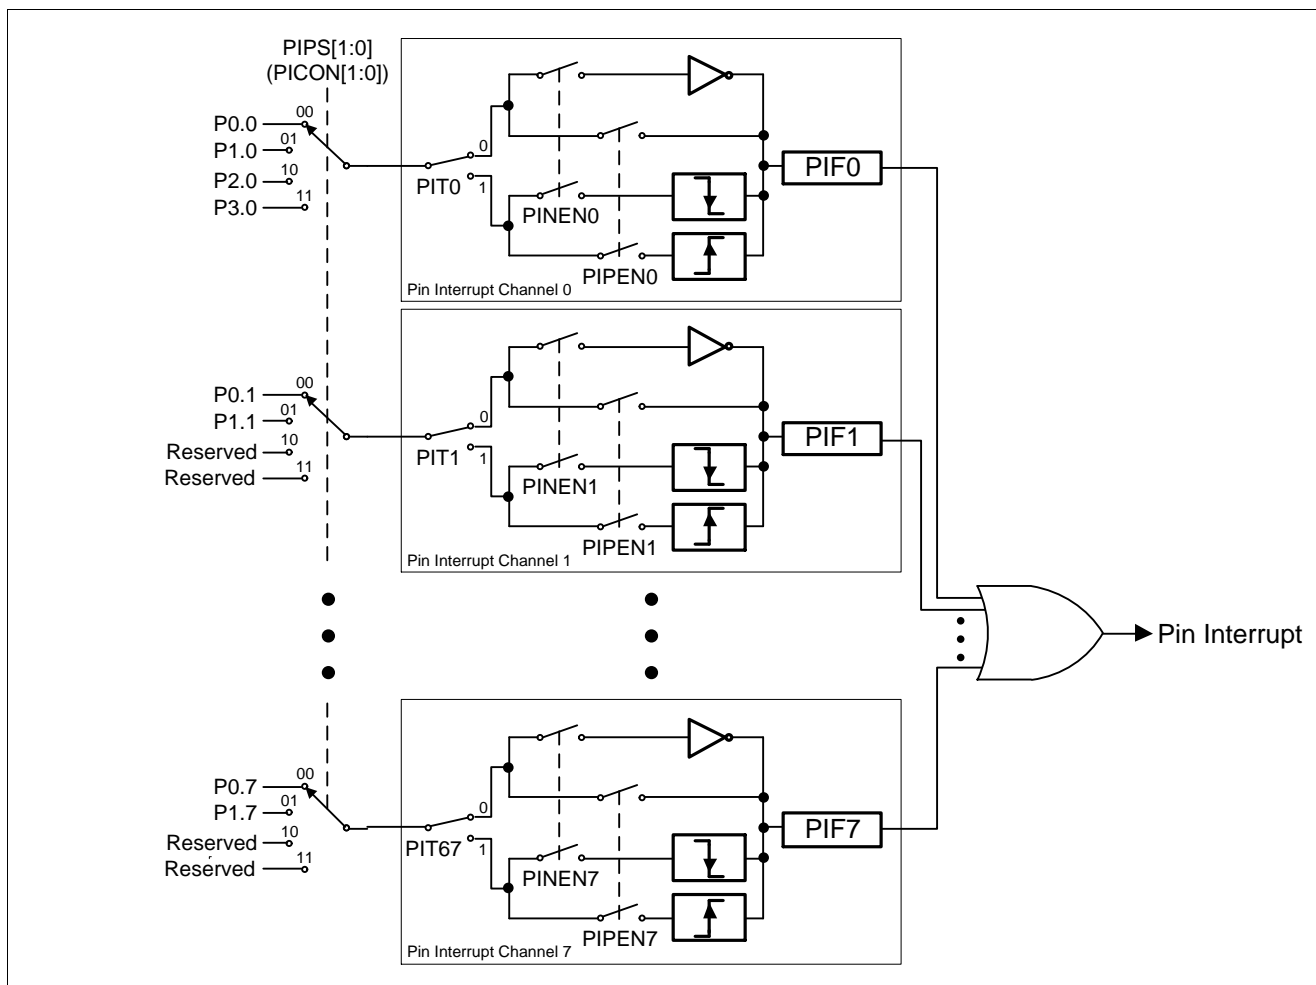 PIPS[1:0]
(PICON[1:0])
P0.0
00
P1.0
01
P2.0
10
P3.0
11
PIT0
0
1
PINEN0
PIPEN0
PIF0
Pin Interrupt Channel 0
P0.1
00
P1.1
01
Reserved
10
Reserved
11
PIT1
0
1
PINEN1
PIPEN1
PIF1
Pin Interrupt Channel 1
Pin Interrupt
P0.7
00
P1.7
01
Reserved
10
Reserved
11
PIT67
0
1
PINEN7
PIPEN7
PIF7
Pin Interrupt Channel 7